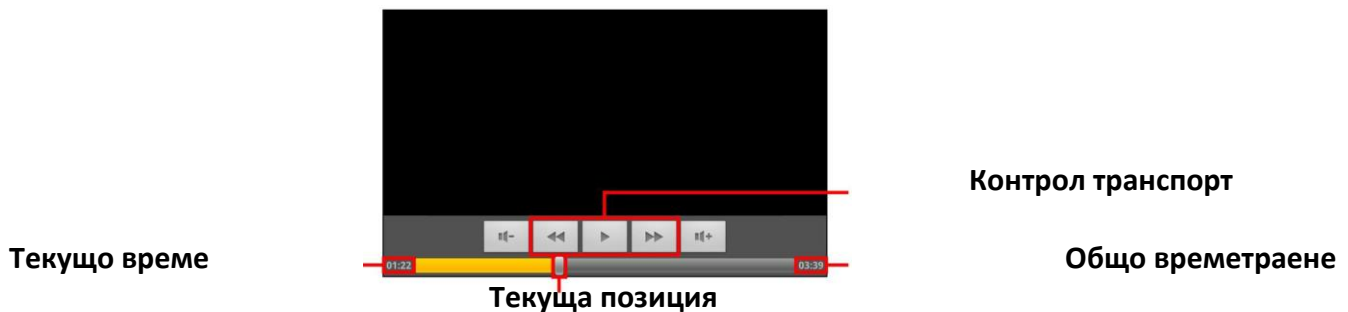 Контрол транспорт
Текущо време
01:22
03:39
Общо времетраене
Текуща позиция